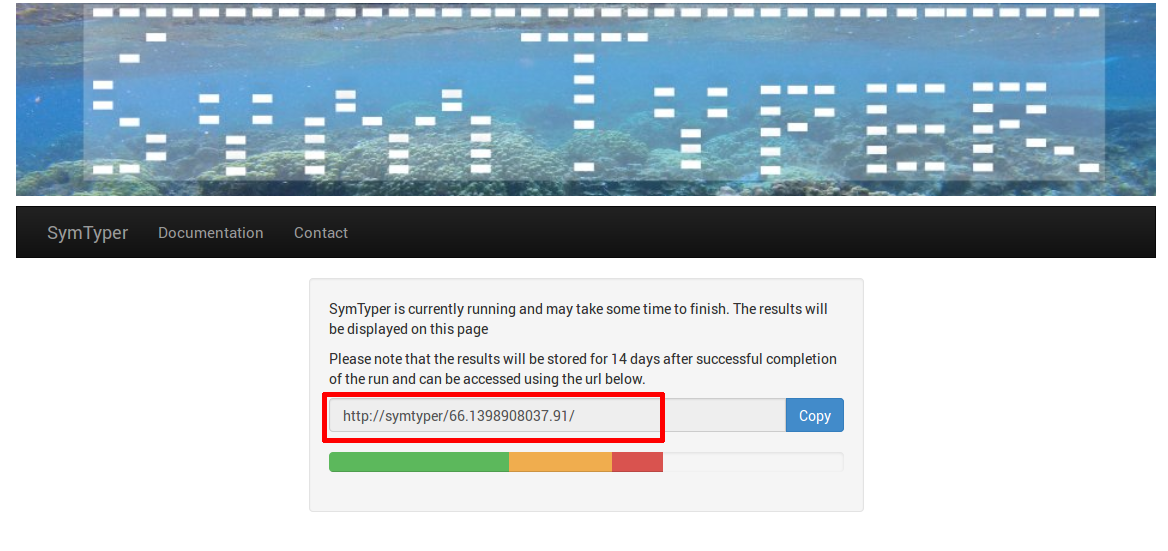 SymTyper
SymTyper Documentation Contact
SymTyper is currently running and may take some time to finish. The results will
be displayed on this page
Please note that the results will be stored for 14 days after successful completion
of the run and can be accessed using the url below.
http://symtyper/66.1398908037.91/ Copy